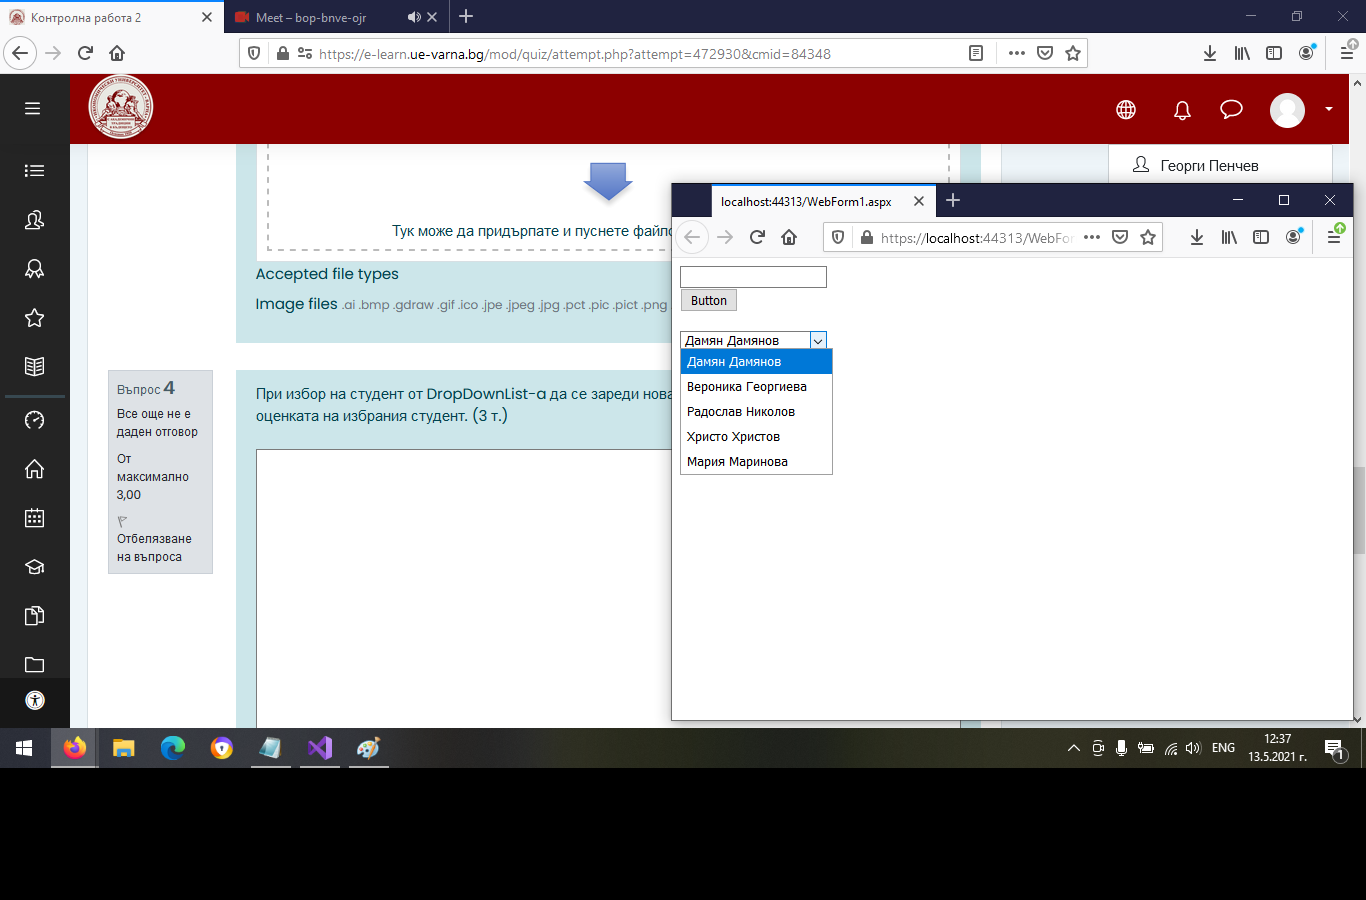 Контролна работа 2
Meet – bop-bnve-ojr
https://e-learn.ue-varna.bg/mod/quiz/attempt.php?attempt=472930&cmid=84348
Георги Пенчев
Тук може да придърпате и пуснете файло
Accepted file types
Image files .ai .bmp .gdraw .gif .ico .jpe .jpeg .jpg .pct .pic .pict .png
Въпрос 4
Все още не е
даден отговор
От
максимално
3,00
Отбелязване
на въпроса
При избор на студент от DropDownList-а да се зареди нова
оценката на избрания студент. (3 т.)
localhost:44313/WebForm1.aspx
https://localhost:44313/WebFor
Button
Дамян Дамянов
Дамян Дамянов
Вероника Георгиева
Радослав Николов
Христо Христов
Мария Маринова
ENG
12:37
13.5.2021 г.
1